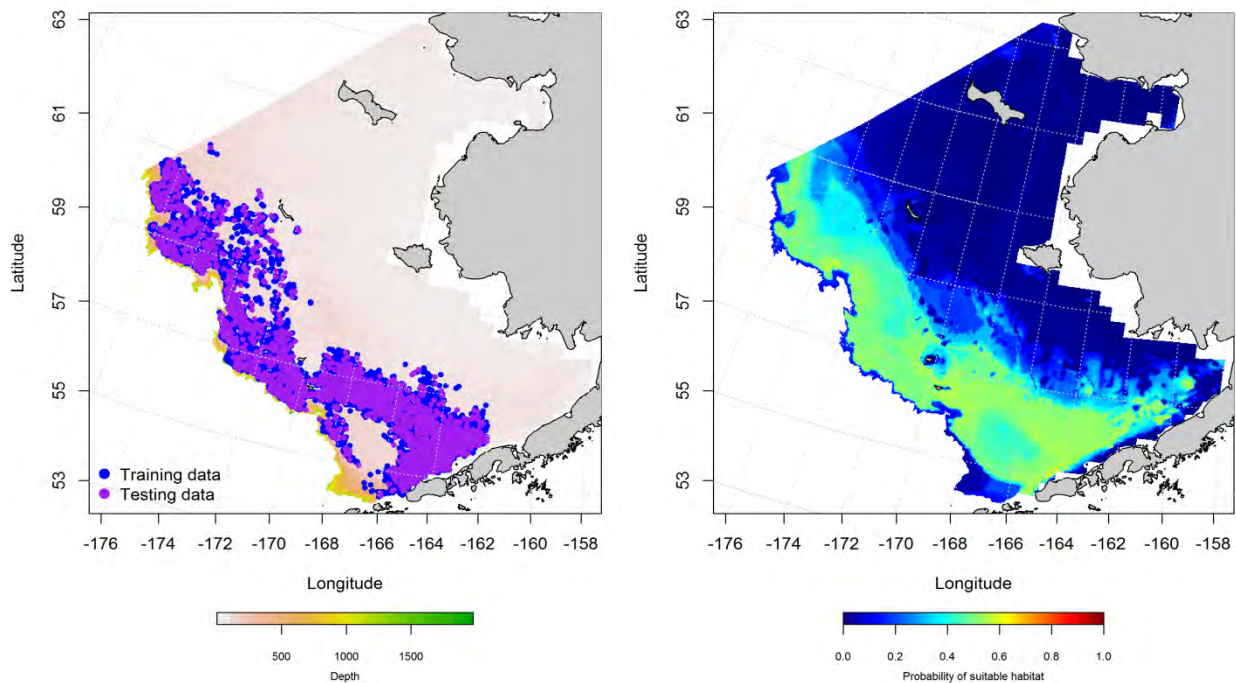 63
61
59
57
55
53
Latitude
Training data
Testing data
-176 -174 -172 -170 -168 -166 -164 -162 -160 -158
Longitude
500 1000 1500
Depth
63
61
59
57
55
53
Latitude
-176 -174 -172 -170 -168 -166 -164 -162 -160 -158
Longitude
0.0 0.2 0.4 0.6 0.8 1.0
Probability of suitable habitat